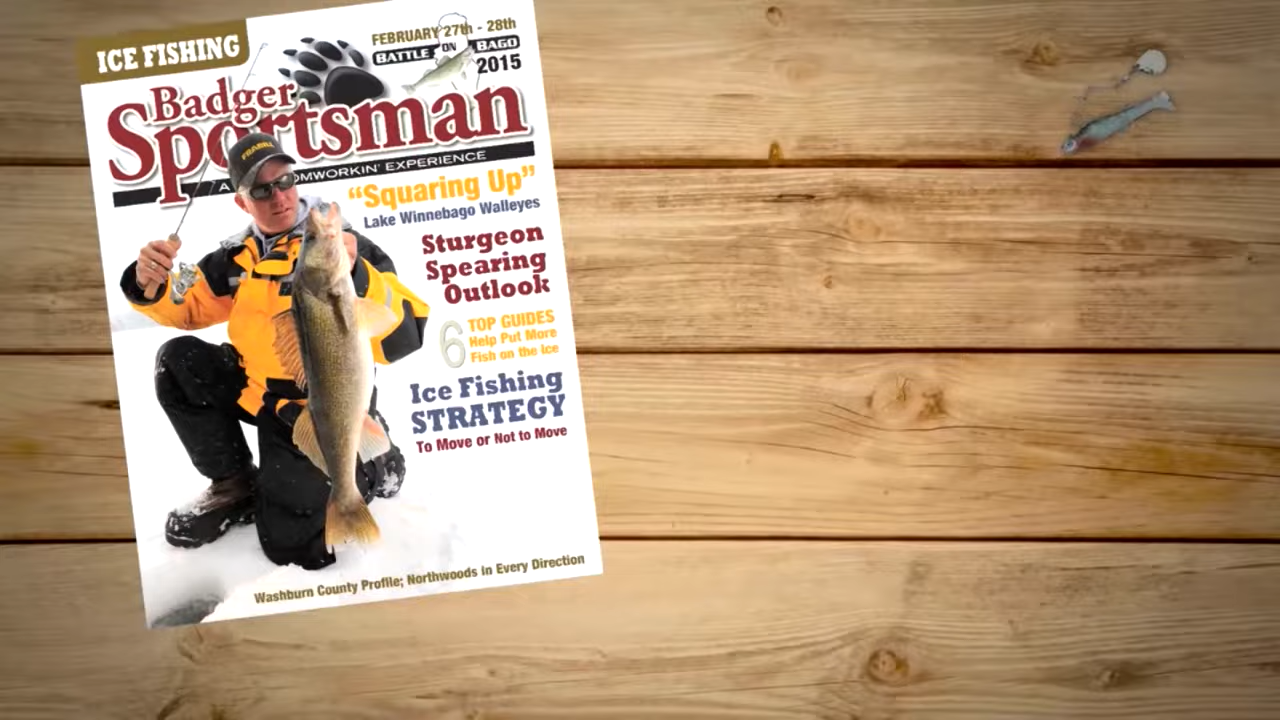 ICE FISHING
FEBRUARY 27th - 28th
BATTLE ON BAGO
2015
Badger
Sportsman
A OMWORKIN' EXPERIENCE
FRABILL
"Squaring Up"
Lake Winnebago Walleyes
Sturgeon
Spearing
Outlook
6 TOP GUIDES
Help Put More
Fish on the Ice
Ice Fishing
STRATEGY
To Move or Not to Move
Washburn County Profile; Northwoods in Every Direction